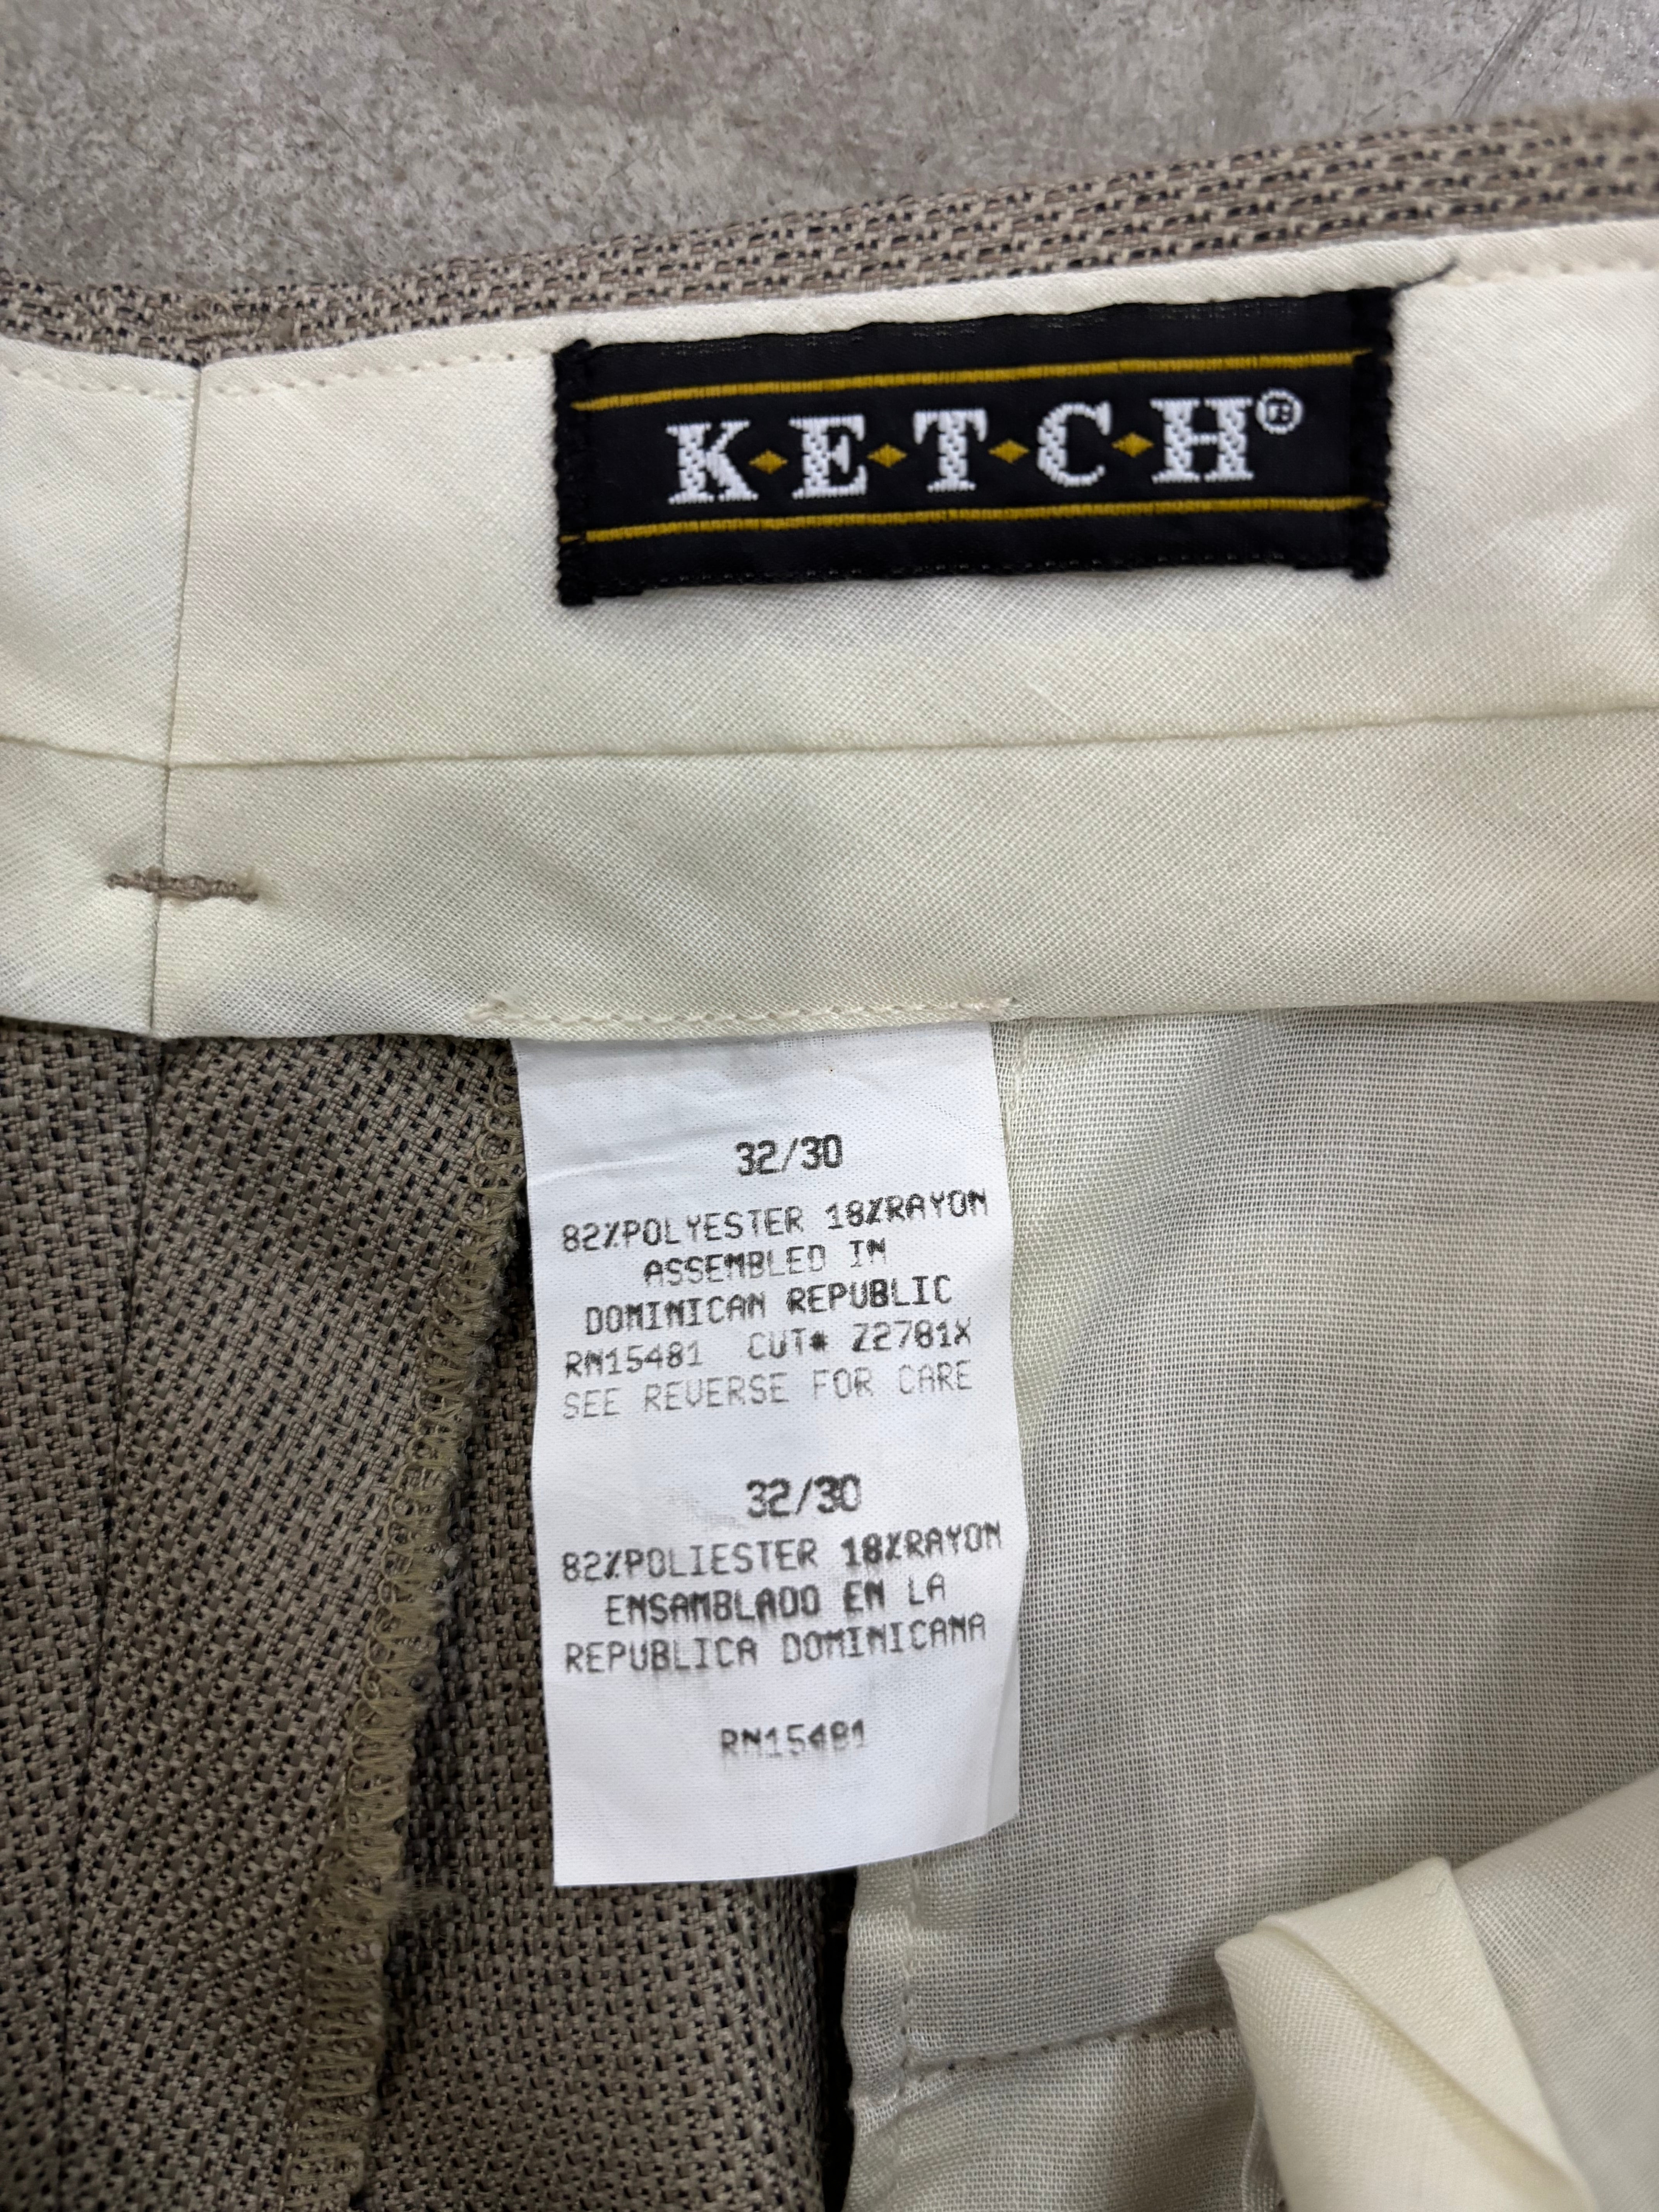 K♦E♦T♦C♦H®
32/30
82%POLYESTER 18%RAYON
ASSEMBLED IN
DOMINICAN REPUBLIC
RN15481 CUT# Z2781X
SEE REVERSE FOR CARE
32/30
82%POLIESTER 18%RAYON
ENSAMBLADO EN LA
REPUBLICA DOMINICANA
RN15481